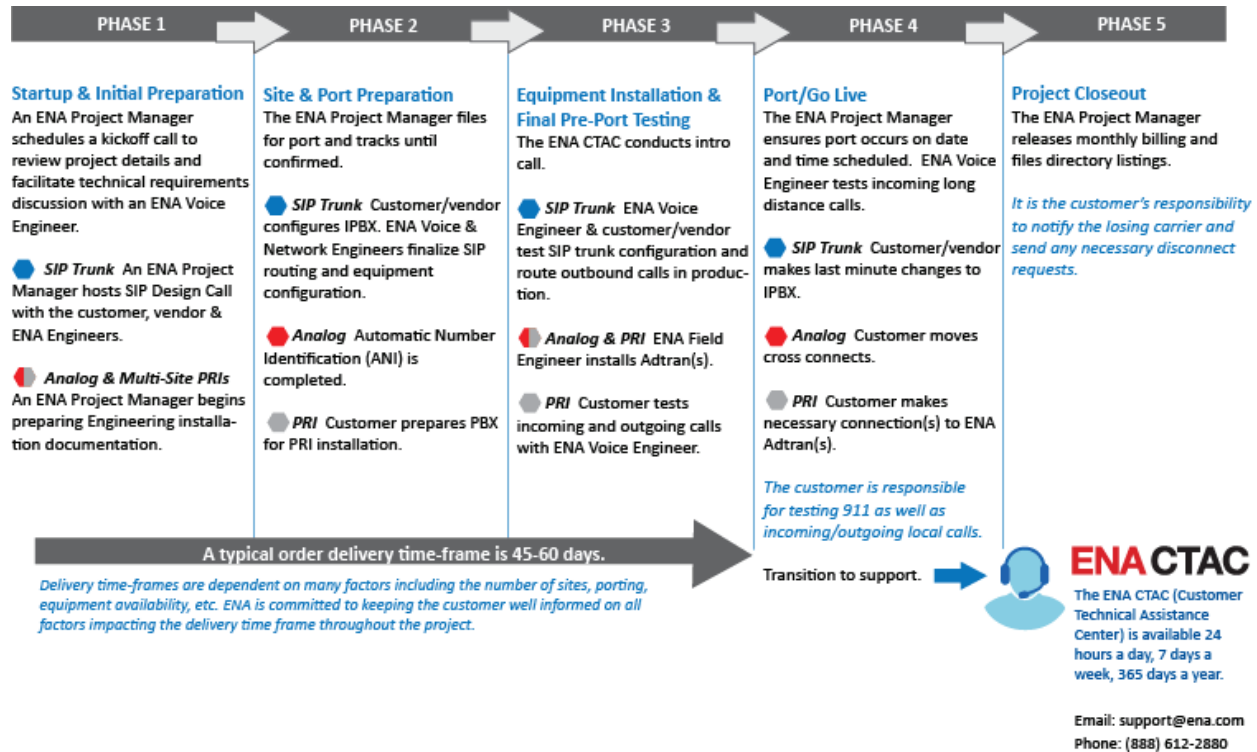 PHASE 1
PHASE 2
PHASE 3
PHASE 4
PHASE 5
Startup & Initial Preparation
An ENA Project Manager
schedules a kickoff call to
review project details and
facilitate technical requirements
discussion with an ENA Voice
Engineer.
SIP Trunk An ENA Project
Manager hosts SIP Design Call
with the customer, vendor &
ENA Engineers.
Analog & Multi-Site PRIs
An ENA Project Manager begins
preparing Engineering installa-
tion documentation.
Site & Port Preparation
The ENA Project Manager files
for port and tracks until
confirmed.
SIP Trunk Customer/vendor
configures IPBX. ENA Voice &
Network Engineers finalize SIP
routing and equipment
configuration.
Analog Automatic Number
Identification (ANI) is
completed.
PRI Customer prepares PBX
for PRI installation.
Equipment Installation &
Final Pre-Port Testing
The ENA CTAC conducts intro
call.
SIP Trunk ENA Voice
Engineer & customer/vendor
test SIP trunk configuration and
route outbound calls in produc-
tion.
Analog & PRI ENA Field
Engineer installs Adtran(s).
PRI Customer tests
incoming and outgoing calls
with ENA Voice Engineer.
Port/Go Live
The ENA Project Manager
ensures port occurs on date
and time scheduled. ENA Voice
Engineer tests incoming long
distance calls.
SIP Trunk Customer/vendor
makes last minute changes to
IPBX.
Analog Customer moves
cross connects.
PRI Customer makes
necessary connection(s) to ENA
Adtran(s).
The customer is responsible
for testing 911 as well as
incoming/outgoing local calls.
Project Closeout
The ENA Project Manager
releases monthly billing and
files directory listings.
It is the customer's responsibility
to notify the losing carrier and
send any necessary disconnect
requests.
A typical order delivery time-frame is 45-60 days.
Delivery time-frames are dependent on many factors including the number of sites, porting,
equipment availability, etc. ENA is committed to keeping the customer well informed on all
factors impacting the delivery time frame throughout the project.
Transition to support.
ENA CTAC
The ENA CTAC (Customer
Technical Assistance
Center) is available 24
hours a day, 7 days a
week, 365 days a year.
Email: support@ena.com
Phone: (888) 612-2880